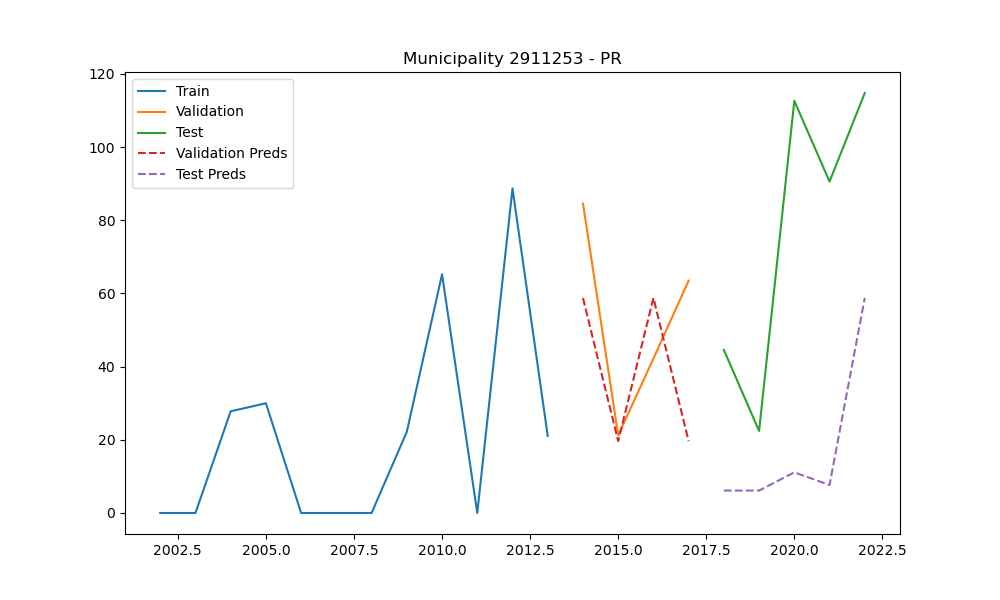 Municipality 2911253 - PR
120
100
80
60
40
20
0
Train
Validation
Test
Validation Preds
Test Preds
2002.5 2005.0 2007.5 2010.0 2012.5 2015.0 2017.5 2020.0 2022.5